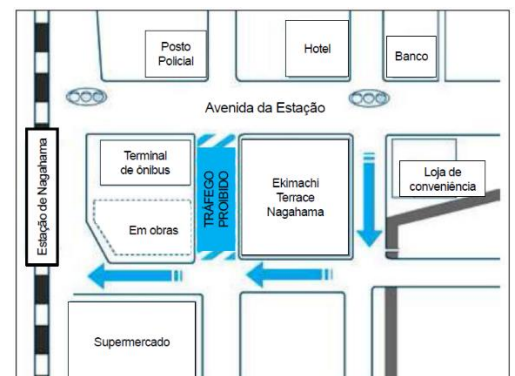 Posto
Policial
Hotel
Banco
Avenida da Estação
Estação de Nagahama
Terminal
de ônibus
TRÁFEGO
PROIBIDO
Ekimachi
Terrace
Nagahama
Loja de
conveniência
Em obras
Supermercado